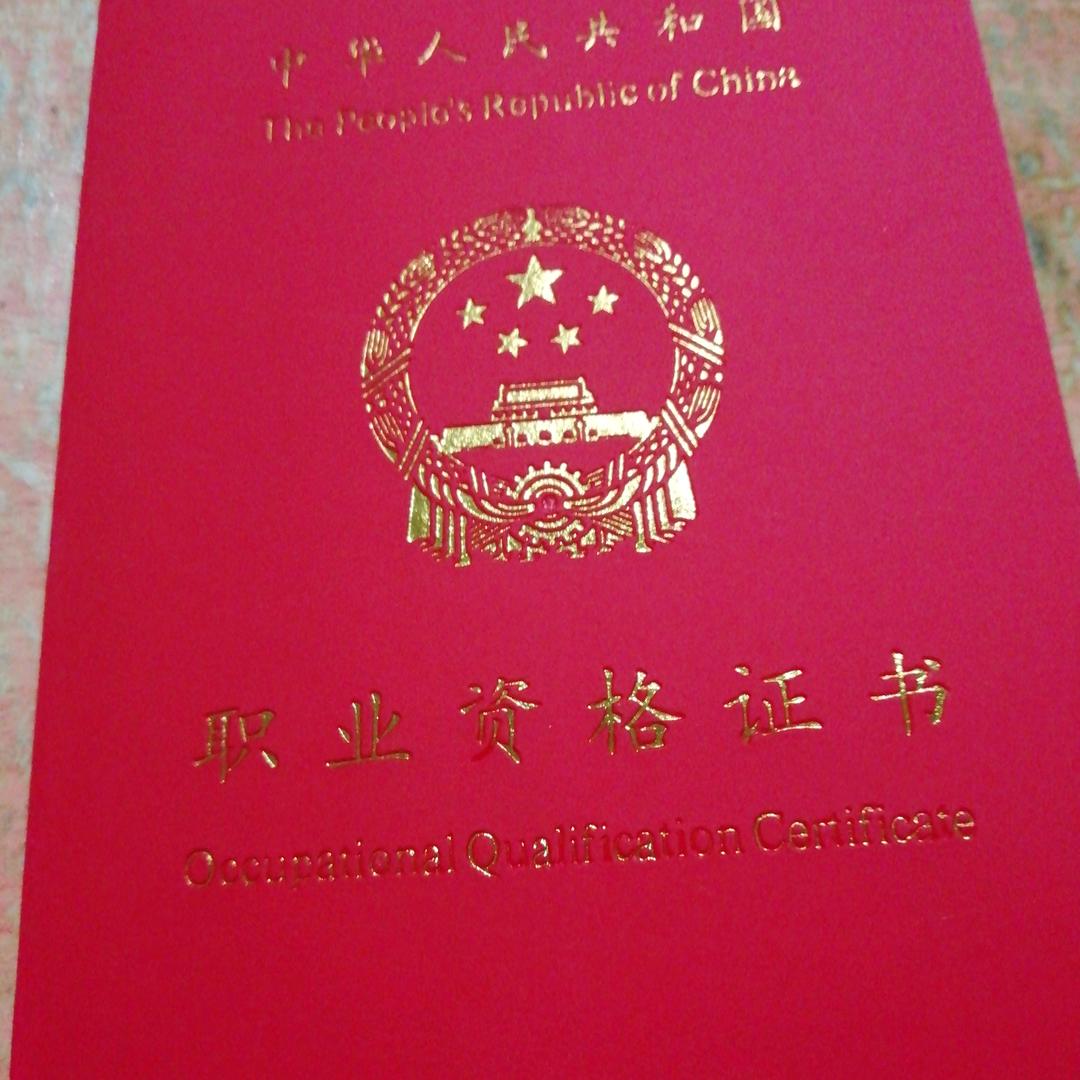 中华人民共和国
The People's Republic of China
职业资格证书
Occupational Qualification Certificate